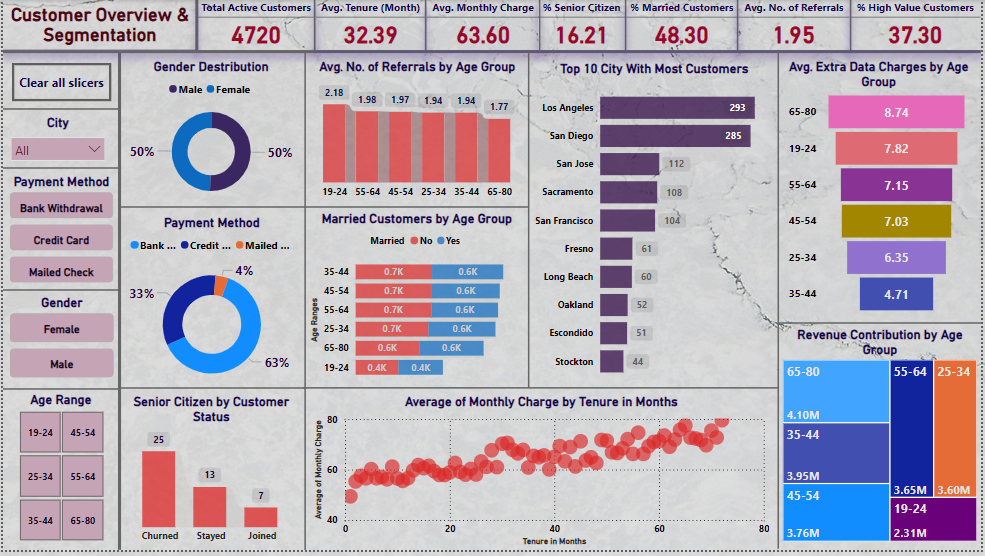 Customer Overview &
Segmentation
Total Active Customers
4720
Avg. Tenure (Month)
32.39
Avg. Monthly Charge
63.60
% Senior Citizen
16.21
% Married Customers
48.30
Avg. No. of Referrals
1.95
% High Value Customers
37.30
Clear all slicers
City
All
Payment Method
Bank Withdrawal
Credit Card
Mailed Check
Gender
Female
Male
Age Range
19-24 45-54
25-34 55-64
35-44 65-80
Gender Destribution
Male Female
50% 50%
Payment Method
Bank ... Credit ... Mailed ...
4%
33%
63%
Senior Citizen by Customer
Status
25
13
7
Churned Stayed Joined
Avg. No. of Referrals by Age Group
2.18 1.98 1.97 1.94 1.94 1.77
19-24 55-64 45-54 25-34 35-44 65-80
Married Customers by Age Group
Married No Yes
Age Ranges
35-44 0.7K 0.6K
45-54 0.7K 0.6K
55-64 0.7K 0.6K
25-34 0.7K 0.6K
65-80 0.6K 0.6K
19-24 0.4K 0.4K
Top 10 City With Most Customers
Los Angeles 293
San Diego 285
San Jose 112
Sacramento 108
San Francisco 104
Fresno 61
Long Beach 60
Oakland 52
Escondido 51
Stockton 44
Average of Monthly Charge by Tenure in Months
Average of Monthly Charge
80
60
40
0 20 40 60 80
Tenure in Months
Avg. Extra Data Charges by Age
Group
65-80 8.74
19-24 7.82
55-64 7.15
45-54 7.03
25-34 6.35
35-44 4.71
Revenue Contribution by Age
Group
65-80
4.10M
35-44
3.95M
45-54
3.76M
55-64
3.65M
25-34
3.60M
19-24
2.31M